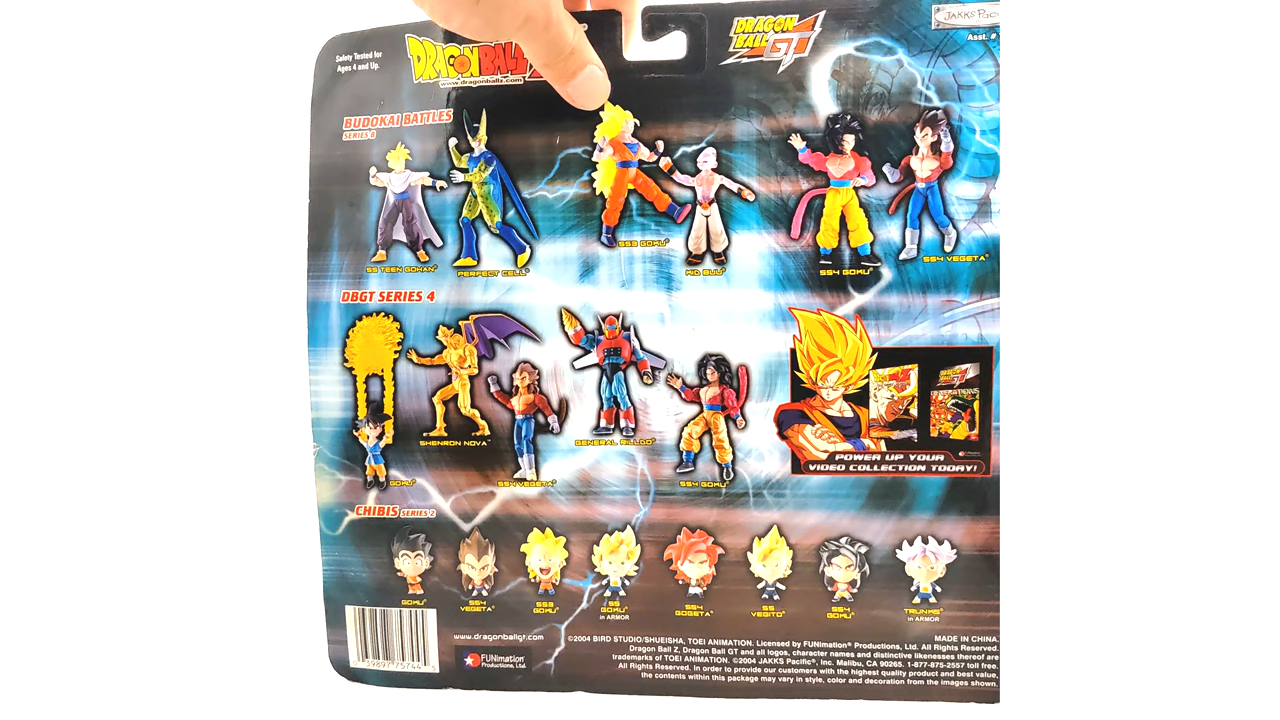 Safety Tested for
Ages 4 and Up.
DRAGONBALL
www.dragonballz.com
DRAGON
BALL GT
JAKKS
Asst. #
BUDOKAI BATTLES
SERIES 8
SS TEEN GOHAN
PERFECT CELL
SS3 GOKU
KID BUU
SS4 GOKU
SS4 VEGETA
DBGT SERIES 4
GOKU
SHENRON NOVA
SS4 VEGETA
GENERAL RILLDO
SS4 GOKU
POWER UP YOUR
VIDEO COLLECTION TODAY!
CHIBIS SERIES 2
GOKU
SS4
VEGETA
SS3
GOKU
SS
GOKU
in ARMOR
SS4
GOGETA
SS
VEGITO
SS4
GOKU
TRUNKS
in ARMOR
39897 75744
www.dragonballgt.com
FUNimation
Productions, Ltd.
MADE IN CHINA.
©2004 BIRD STUDIO/SHUEISHA, TOEI ANIMATION. Licensed by FUNimation® Productions, Ltd. All Rights Reserved.
Dragon Ball Z, Dragon Ball GT and all logos, character names and distinctive likenesses thereof are
trademarks of TOEI ANIMATION. ©2004 JAKKS Pacific®, Inc. Malibu, CA 90265. 1-877-875-2557 toll free.
All Rights Reserved. In order to provide our customers with the highest quality product and best value,
the contents within this package may vary in style, color and decoration from the images shown.